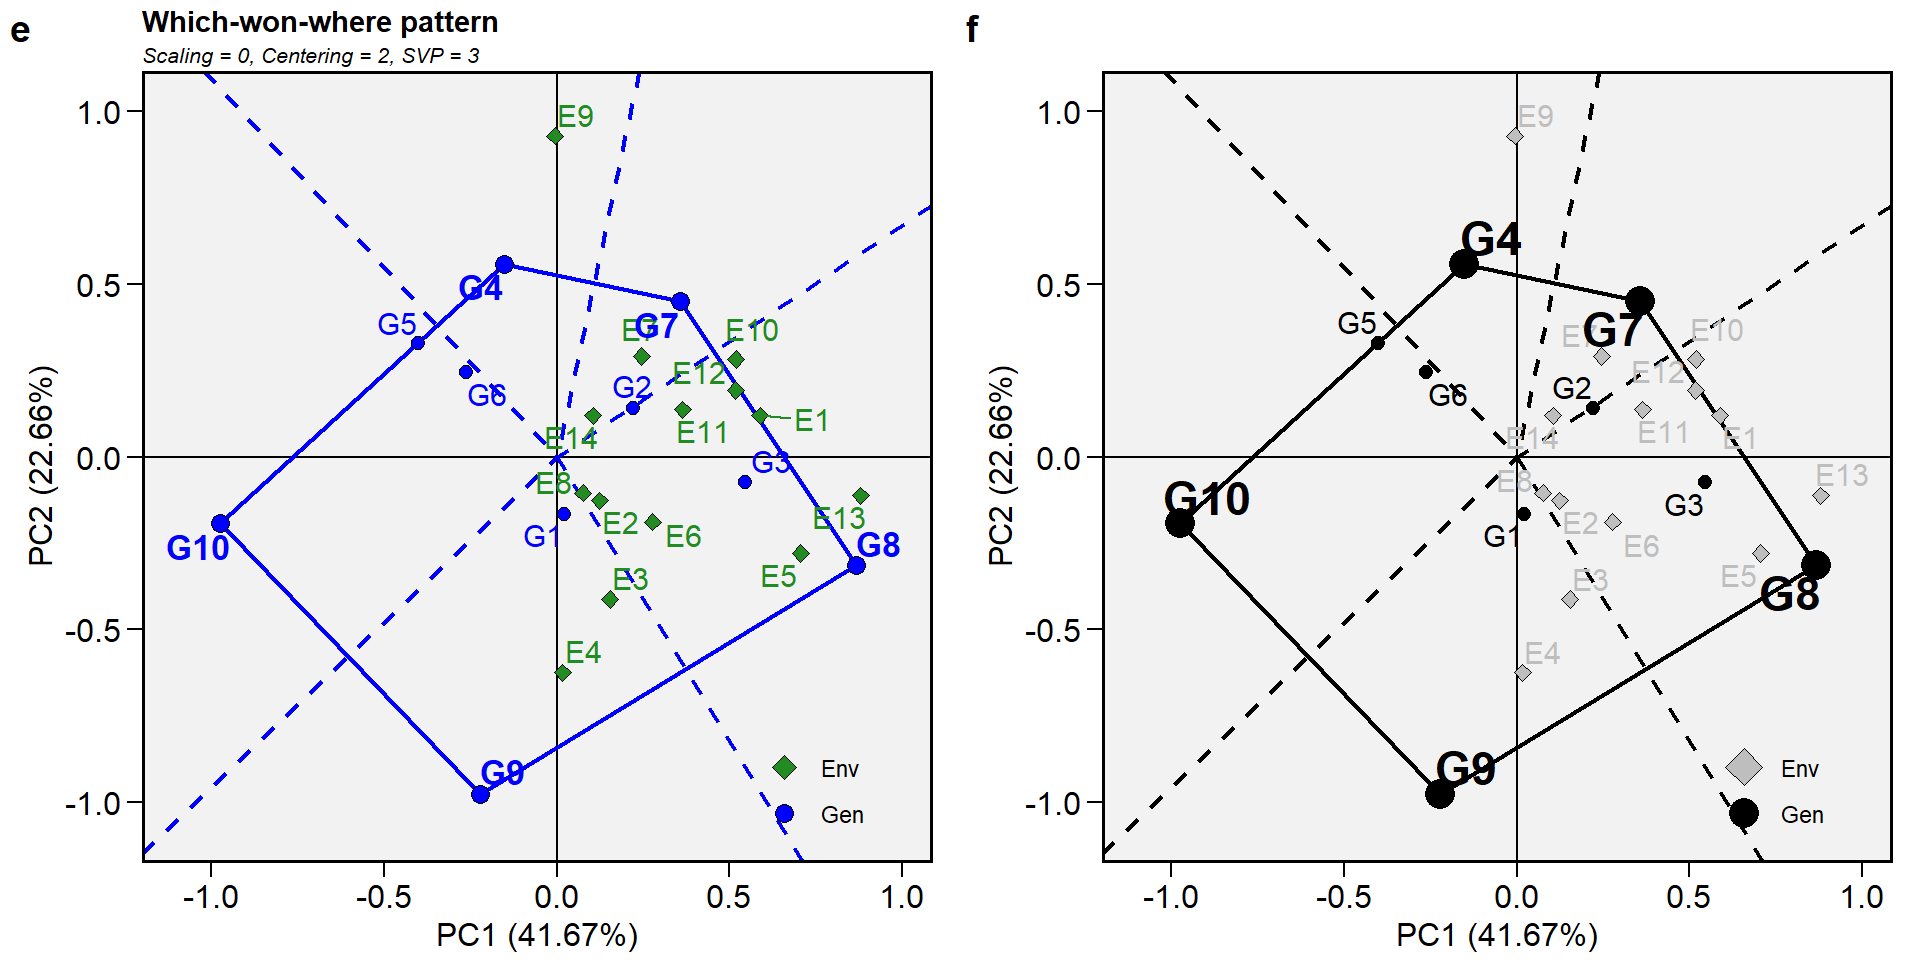 e
Which-won-where pattern
Scaling = 0, Centering = 2, SVP = 3
1.0
0.5
0.0
-0.5
-1.0
PC2 (22.66%)
E9
G4
G5
G6
E7
G7
E10
G2
E12
E11
E1
E14
G3
E8
E2
G1
E6
E13
G8
E5
E3
G10
E4
G9
Env
Gen
-1.0
-0.5
0.0
0.5
1.0
PC1 (41.67%)
f
1.0
0.5
0.0
-0.5
-1.0
PC2 (22.66%)
E9
G4
G5
G6
E7
G7
E10
G2
E12
E11
E1
E14
E8
E13
G3
G10
E2
G1
E6
E5
G8
E3
E4
G9
Env
Gen
-1.0
-0.5
0.0
0.5
1.0
PC1 (41.67%)